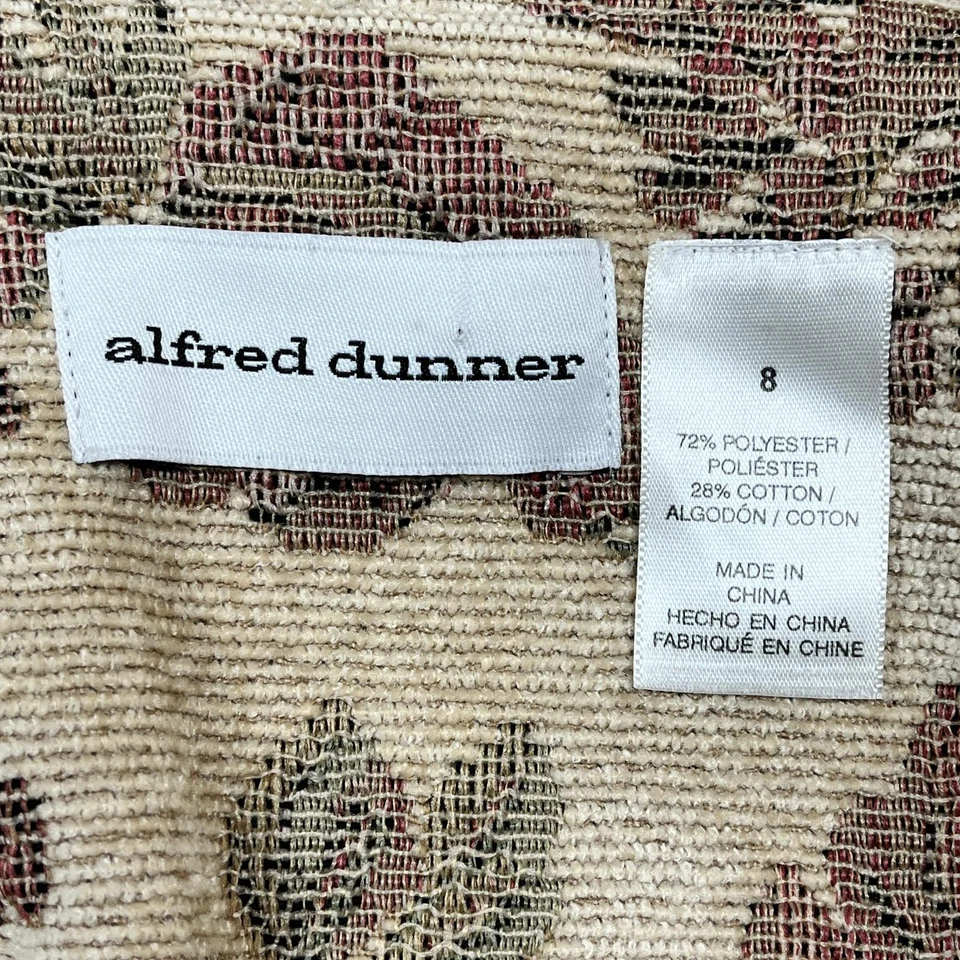 alfred dunner
8
72% POLYESTER /
POLIÉSTER
28% COTTON /
ALGODÓN / COTON
MADE IN
CHINA
HECHO EN CHINA
FABRIQUÉ EN CHINE